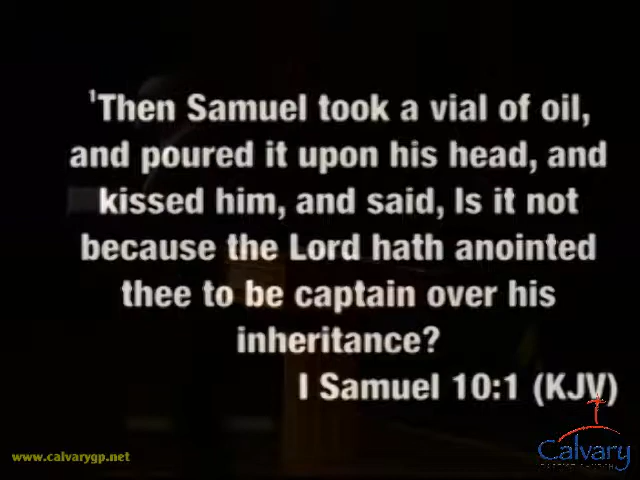 ¹Then Samuel took a vial of oil,
and poured it upon his head, and
kissed him, and said, Is it not
because the Lord hath anointed
thee to be captain over his
inheritance?
I Samuel 10:1 (KJV)
www.calvarygp.net
Calvary
BAPTIST CHURCH